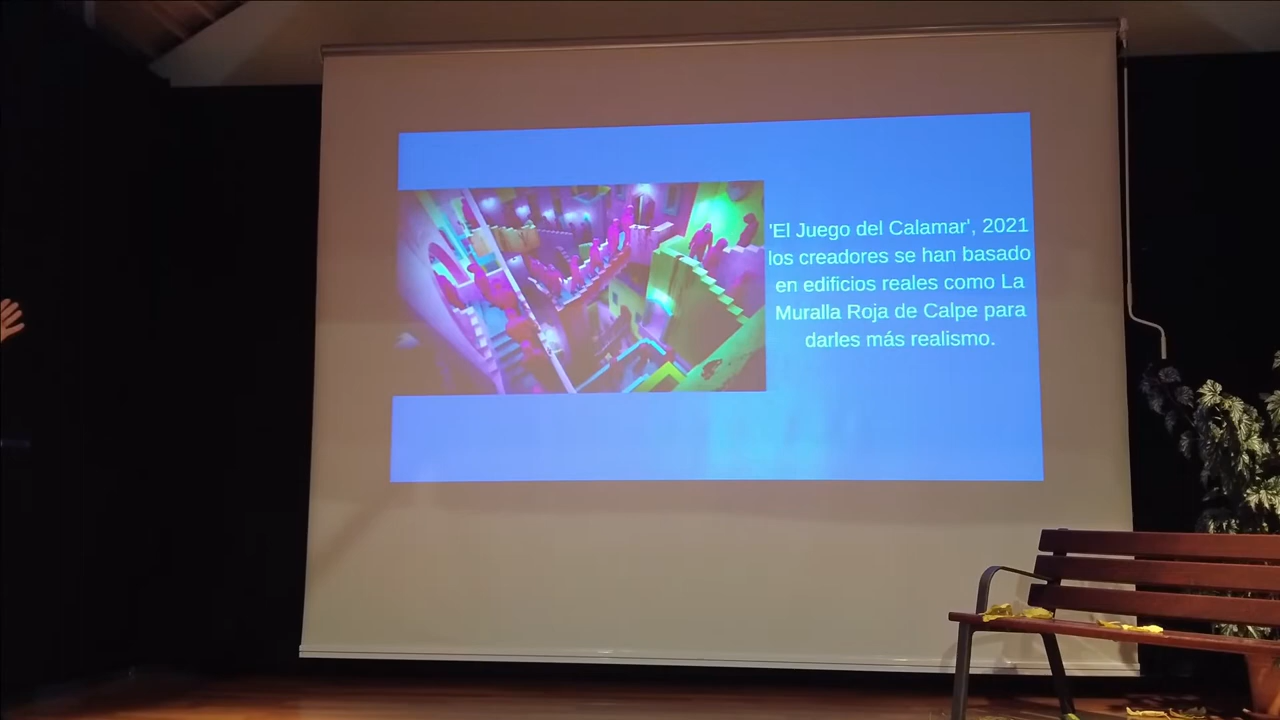 'El Juego del Calamar', 2021
los creadores se han basado
en edificios reales como La
Muralla Roja de Calpe para
darles más realismo.